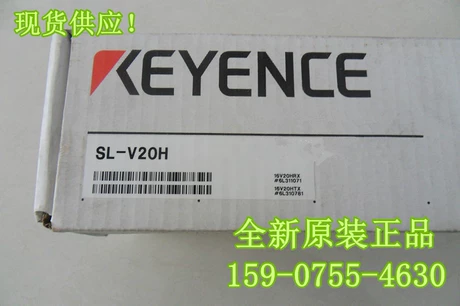 现货供应！
KEYENCE
SL-V20H
16V20HRX
#6L311071
16V20HTX
#6L310761
全新原装正品
159-0755-4630